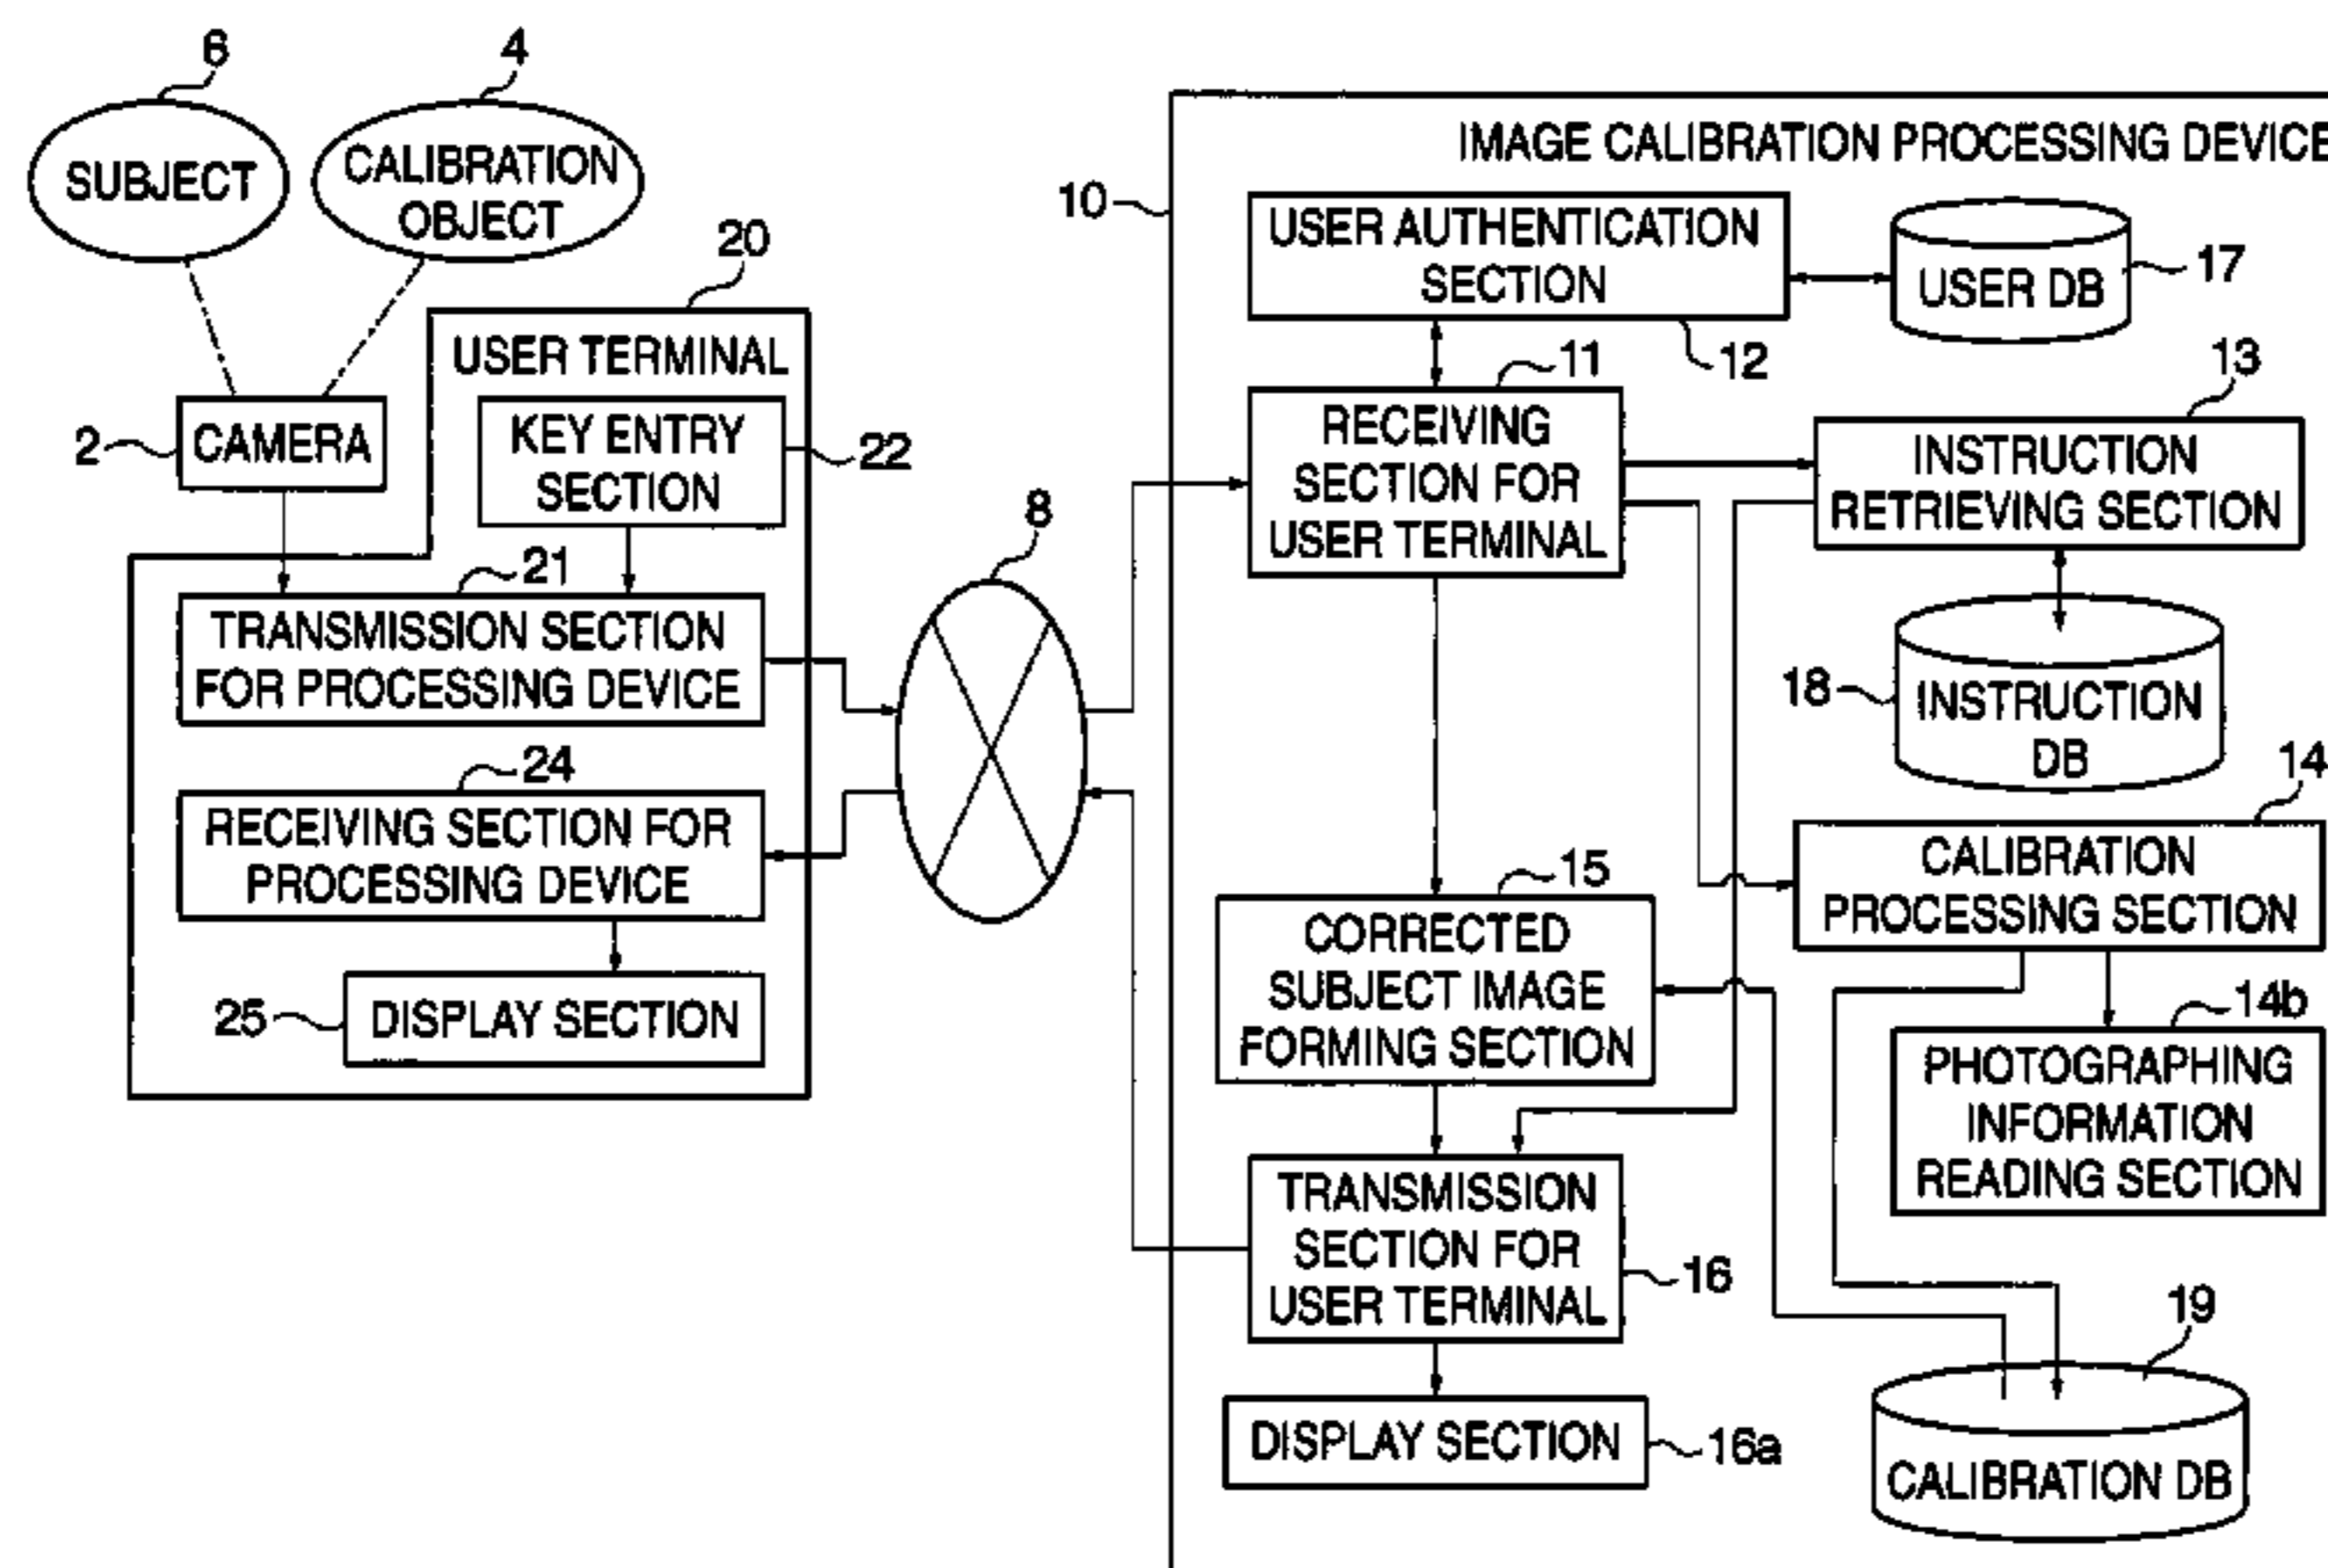 6
4
SUBJECT
CALIBRATION
OBJECT
20
USER TERMINAL
2
CAMERA
KEY ENTRY
SECTION
22
21
TRANSMISSION SECTION
FOR PROCESSING DEVICE
24
RECEIVING SECTION FOR
PROCESSING DEVICE
25
DISPLAY SECTION
8
10
IMAGE CALIBRATION PROCESSING DEVICE
USER AUTHENTICATION
SECTION
12
USER DB
17
11
RECEIVING
SECTION FOR
USER TERMINAL
13
INSTRUCTION
RETRIEVING SECTION
18
INSTRUCTION
DB
14
CALIBRATION
PROCESSING SECTION
15
CORRECTED
SUBJECT IMAGE
FORMING SECTION
14b
PHOTOGRAPHING
INFORMATION
READING SECTION
TRANSMISSION
SECTION FOR
USER TERMINAL
16
19
CALIBRATION DB
DISPLAY SECTION
16a